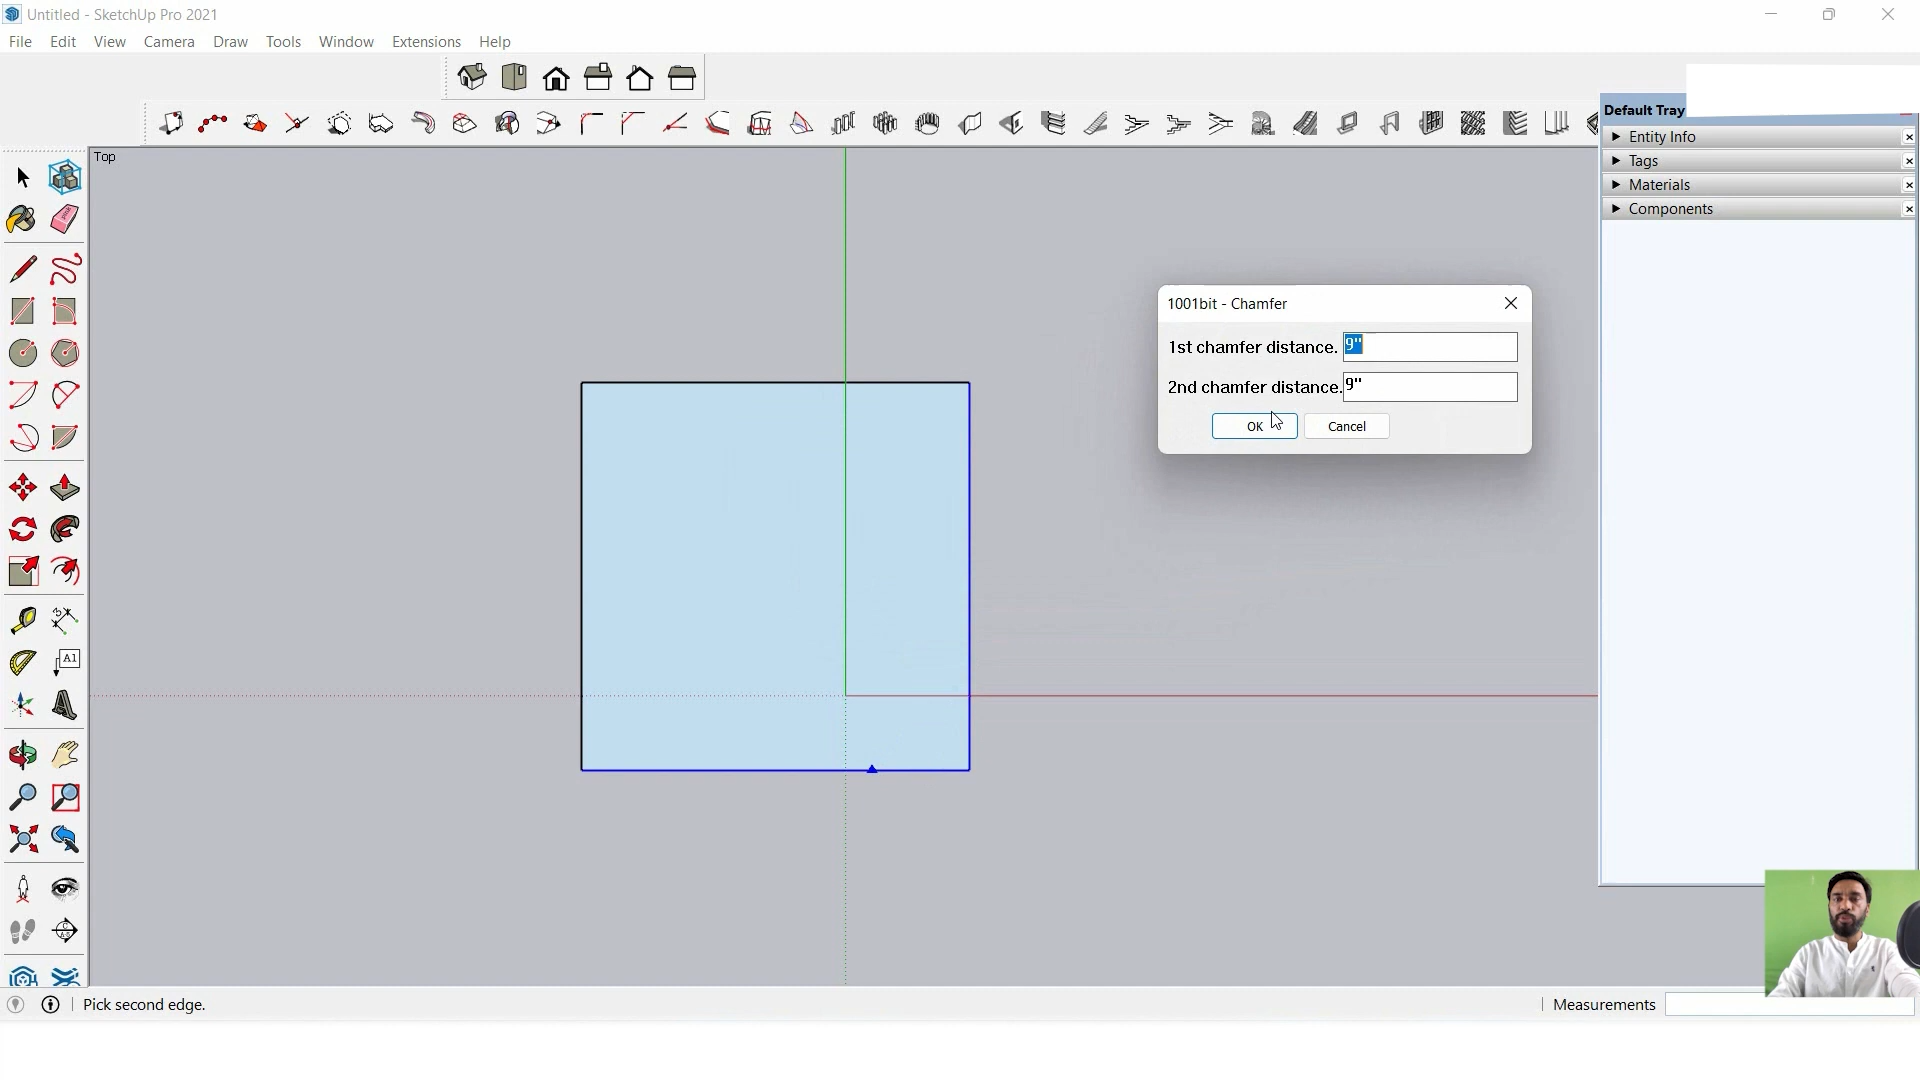 Untitled - SketchUp Pro 2021
File Edit View Camera Draw Tools Window Extensions Help
Default Tray
Entity Info
Tags
Materials
Components
Top
1001bit - Chamfer
1st chamfer distance. 9"
2nd chamfer distance. 9"
OK Cancel
A1
Pick second edge.
Measurements